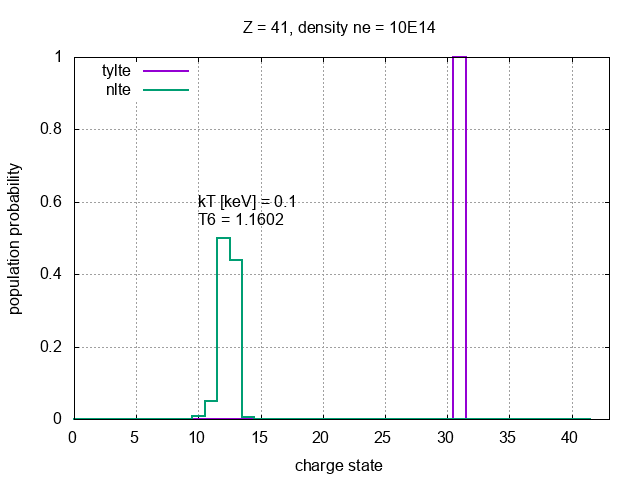 Z = 41, density ne = 10E14
tylte
nlte
kT [keV] = 0.1
T6 = 1.1602
population probability
1
0.8
0.6
0.4
0.2
0
0 5 10 15 20 25 30 35 40
charge state